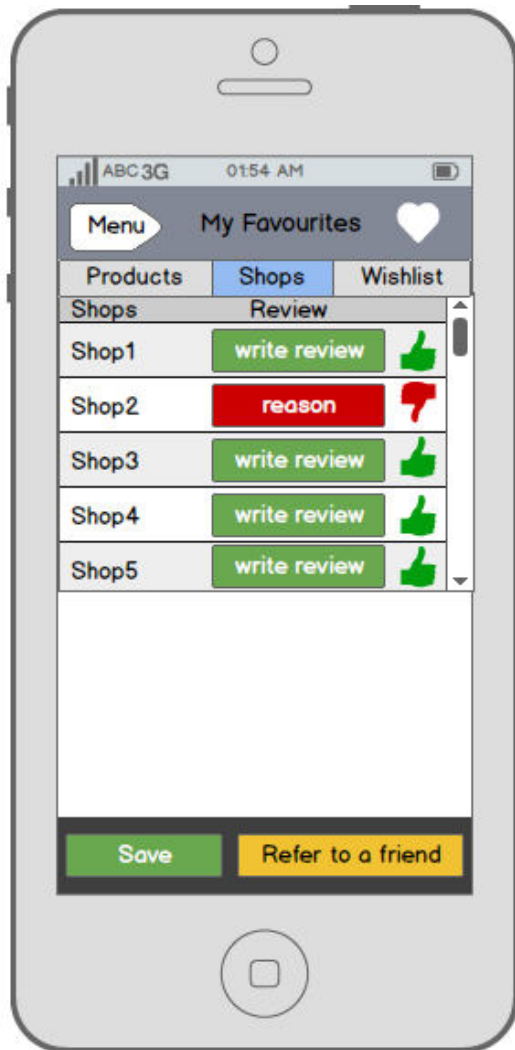 ABC 3G 01:54 AM
Menu My Favourites
Products Shops Wishlist
Shops Review
Shop1 write review
Shop2 reason
Shop3 write review
Shop4 write review
Shop5 write review
Save Refer to a friend